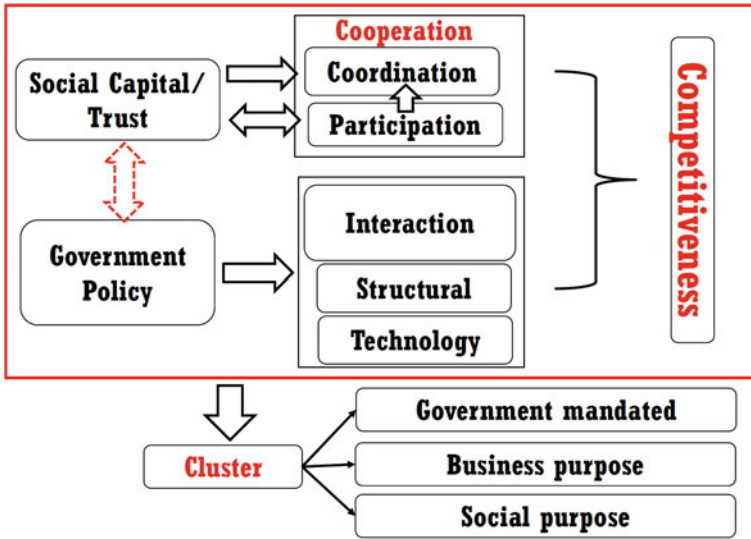 Cooperation
Social Capital/
Trust
Coordination
Participation
Government
Policy
Interaction
Structural
Technology
Competitiveness
Cluster
Government mandated
Business purpose
Social purpose